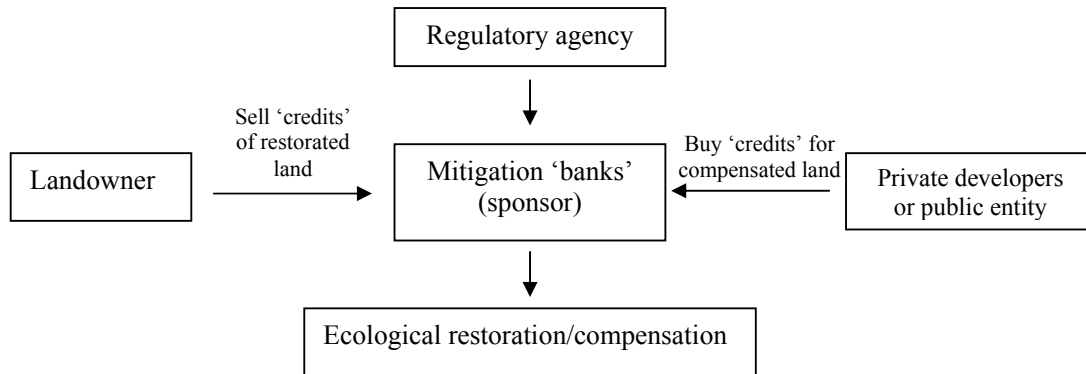 Regulatory agency
Sell ‘credits’
of restorated
land
Landowner
Mitigation ‘banks’
(sponsor)
Buy ‘credits’ for
compensated land
Private developers
or public entity
Ecological restoration/compensation